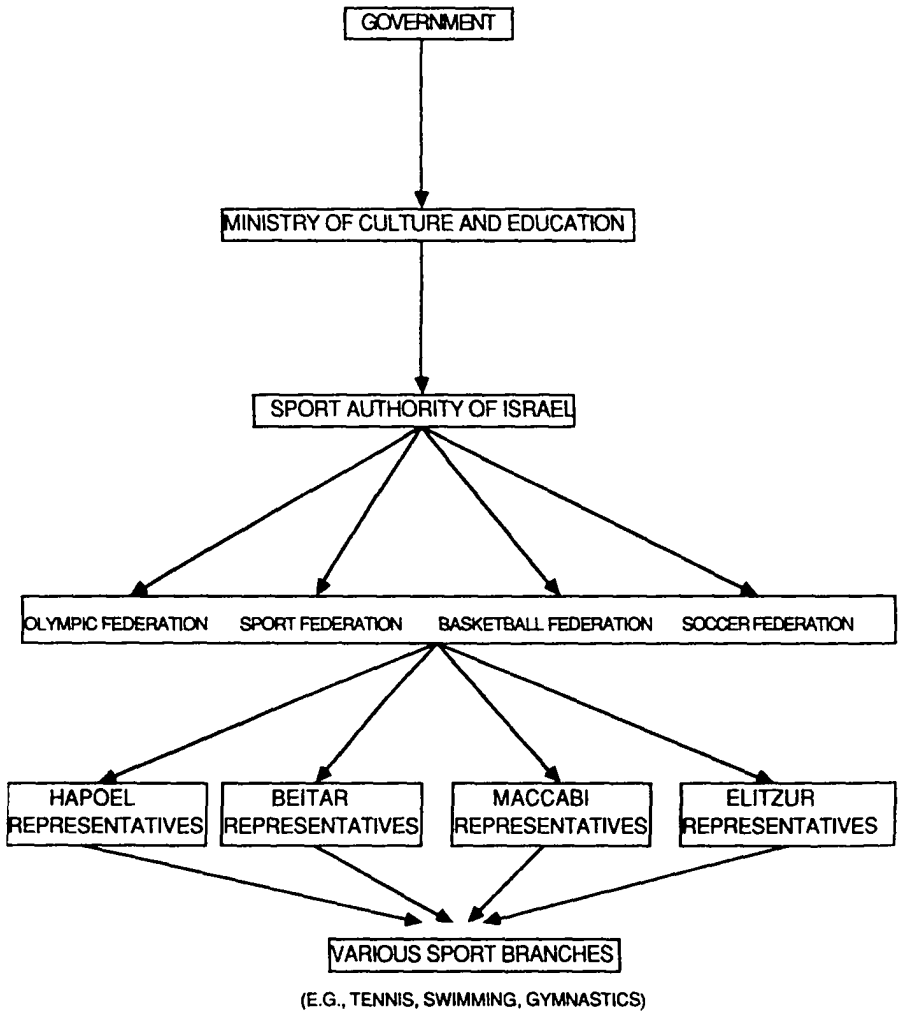 GOVERNMENT
MINISTRY OF CULTURE AND EDUCATION
SPORT AUTHORITY OF ISRAEL
OLYMPIC FEDERATION SPORT FEDERATION BASKETBALL FEDERATION SOCCER FEDERATION
HAPOEL
REPRESENTATIVES
BEITAR
REPRESENTATIVES
MACCABI
REPRESENTATIVES
ELITZUR
REPRESENTATIVES
VARIOUS SPORT BRANCHES
(E.G., TENNIS, SWIMMING, GYMNASTICS)